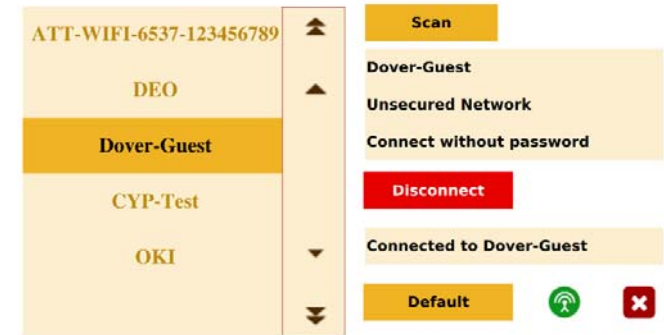 ATT-WIFI-6537-123456789
DEO
Dover-Guest
CYP-Test
OKI
Scan
Dover-Guest
Unsecured Network
Connect without password
Disconnect
Connected to Dover-Guest
Default